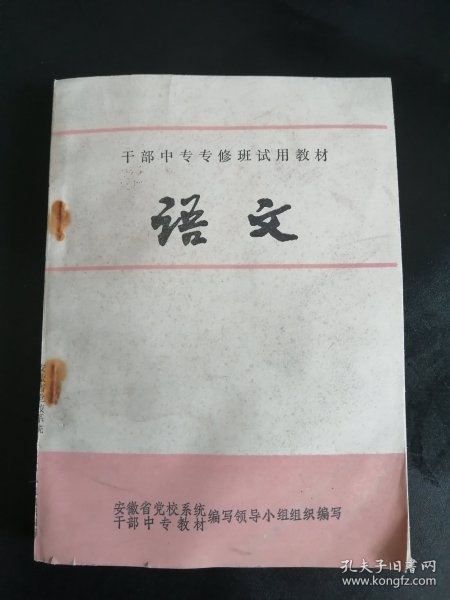 干部中专专修班试用教材
语文
安徽省党校系统
干部中专教材
编写领导小组组织编写
孔夫子旧书网
www.kongfz.com